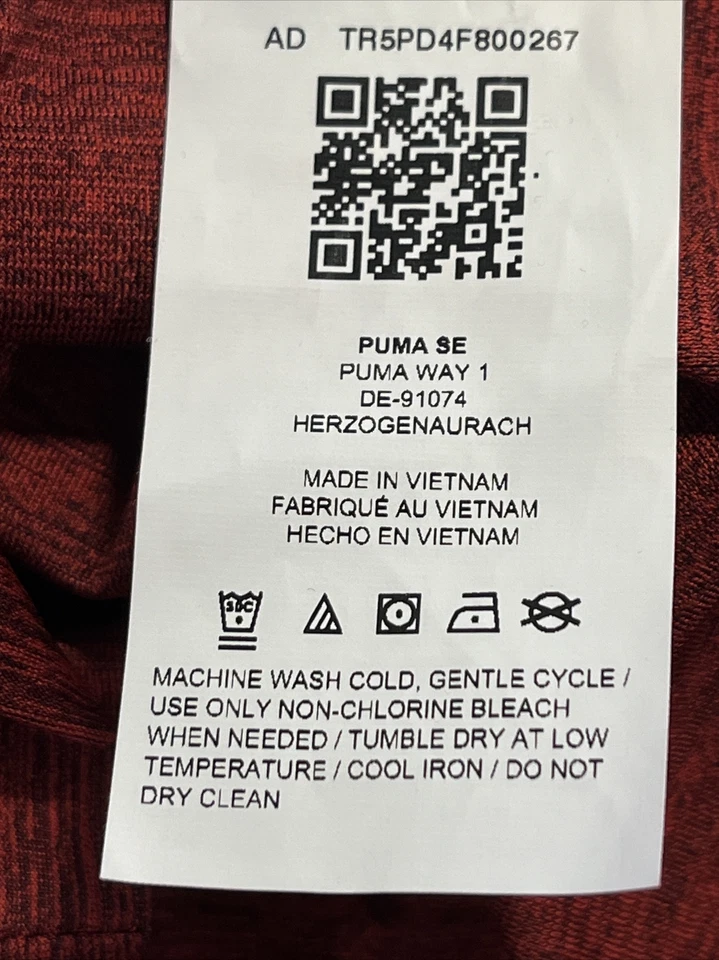 AD TR5PD4F800267
PUMA SE
PUMA WAY 1
DE-91074
HERZOGENAURACH
MADE IN VIETNAM
FABRIQUÉ AU VIETNAM
HECHO EN VIETNAM
30°C
MACHINE WASH COLD, GENTLE CYCLE /
USE ONLY NON-CHLORINE BLEACH
WHEN NEEDED / TUMBLE DRY AT LOW
TEMPERATURE / COOL IRON / DO NOT
DRY CLEAN